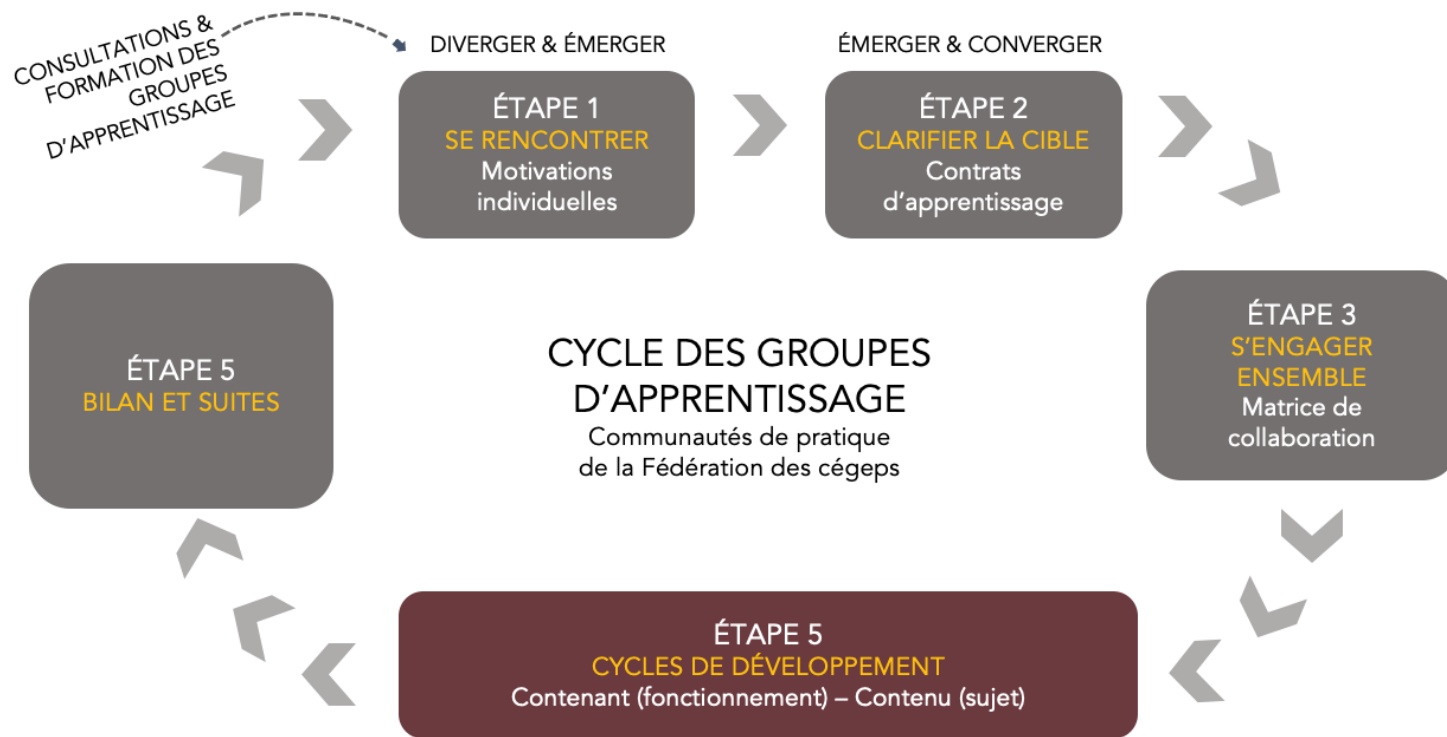 CONSULTATIONS &
FORMATION DES
GROUPES
D'APPRENTISSAGE
DIVERGER & ÉMERGER
ÉTAPE 1
SE RENCONTRER
Motivations
individuelles
ÉMERGER & CONVERGER
ÉTAPE 2
CLARIFIER LA CIBLE
Contrats
d'apprentissage
ÉTAPE 3
S'ENGAGER
ENSEMBLE
Matrice de
collaboration
CYCLE DES GROUPES
D'APPRENTISSAGE
Communautés de pratique
de la Fédération des cégeps
ÉTAPE 5
CYCLES DE DÉVELOPPEMENT
Contenant (fonctionnement) – Contenu (sujet)
ÉTAPE 5
BILAN ET SUITES